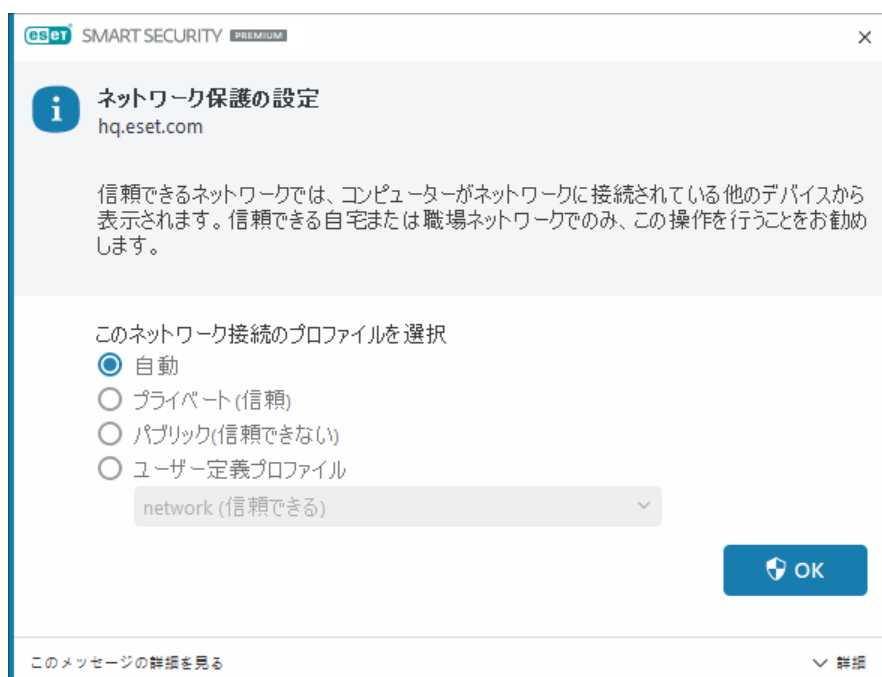 eset SMART SECURITY PREMIUM
ネットワーク保護の設定
hq.eset.com
信頼できるネットワークでは、コンピューターがネットワークに接続されている他のデバイスから
表示されます。信頼できる自宅または職場ネットワークでのみ、この操作を行うことをお勧め
します。
このネットワーク接続のプロファイルを選択
自動
プライベート(信頼)
パブリック(信頼できない)
ユーザー定義プロファイル
network (信頼できる)
OK
このメッセージの詳細を見る
詳細